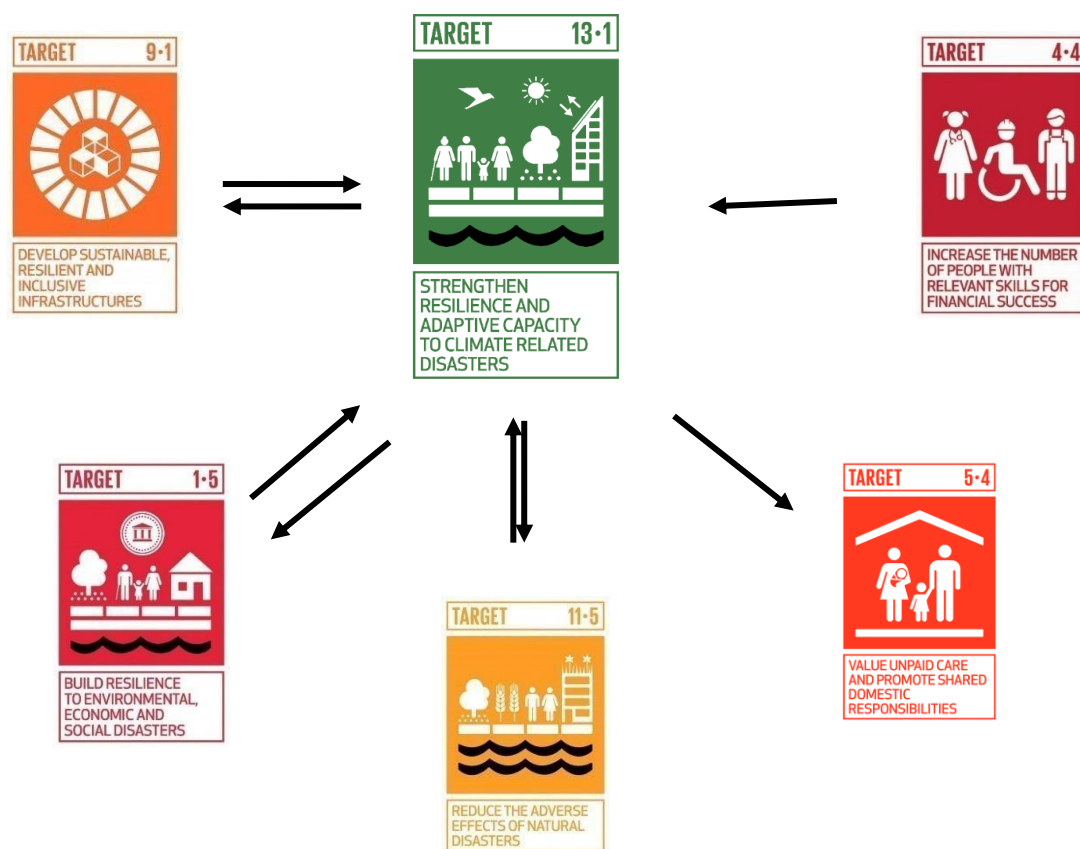 TARGET 9·1
DEVELOP SUSTAINABLE,
RESILIENT AND
INCLUSIVE
INFRASTRUCTURES
TARGET 13·1
STRENGTHEN
RESILIENCE AND
ADAPTIVE CAPACITY
TO CLIMATE RELATED
DISASTERS
TARGET 4·4
INCREASE THE NUMBER
OF PEOPLE WITH
RELEVANT SKILLS FOR
FINANCIAL SUCCESS
TARGET 1·5
BUILD RESILIENCE
TO ENVIRONMENTAL,
ECONOMIC AND
SOCIAL DISASTERS
TARGET 11·5
REDUCE THE ADVERSE
EFFECTS OF NATURAL
DISASTERS
TARGET 5·4
VALUE UNPAID CARE
AND PROMOTE SHARED
DOMESTIC
RESPONSIBILITIES